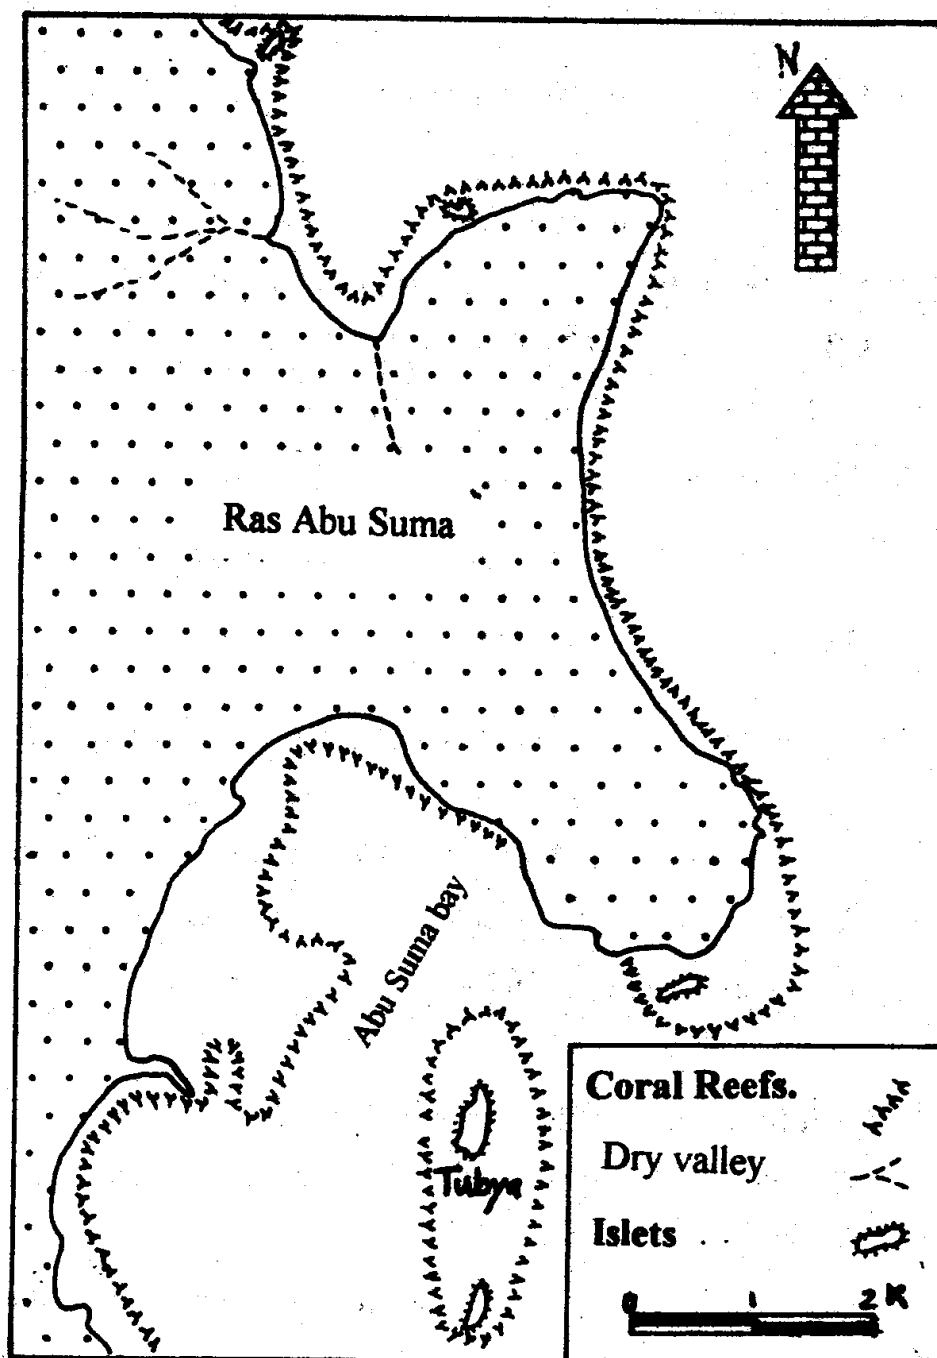 N
Ras Abu Suma
Abu Suma bay
Tubya
Coral Reefs.
Dry valley
Islets
0 1 2 K